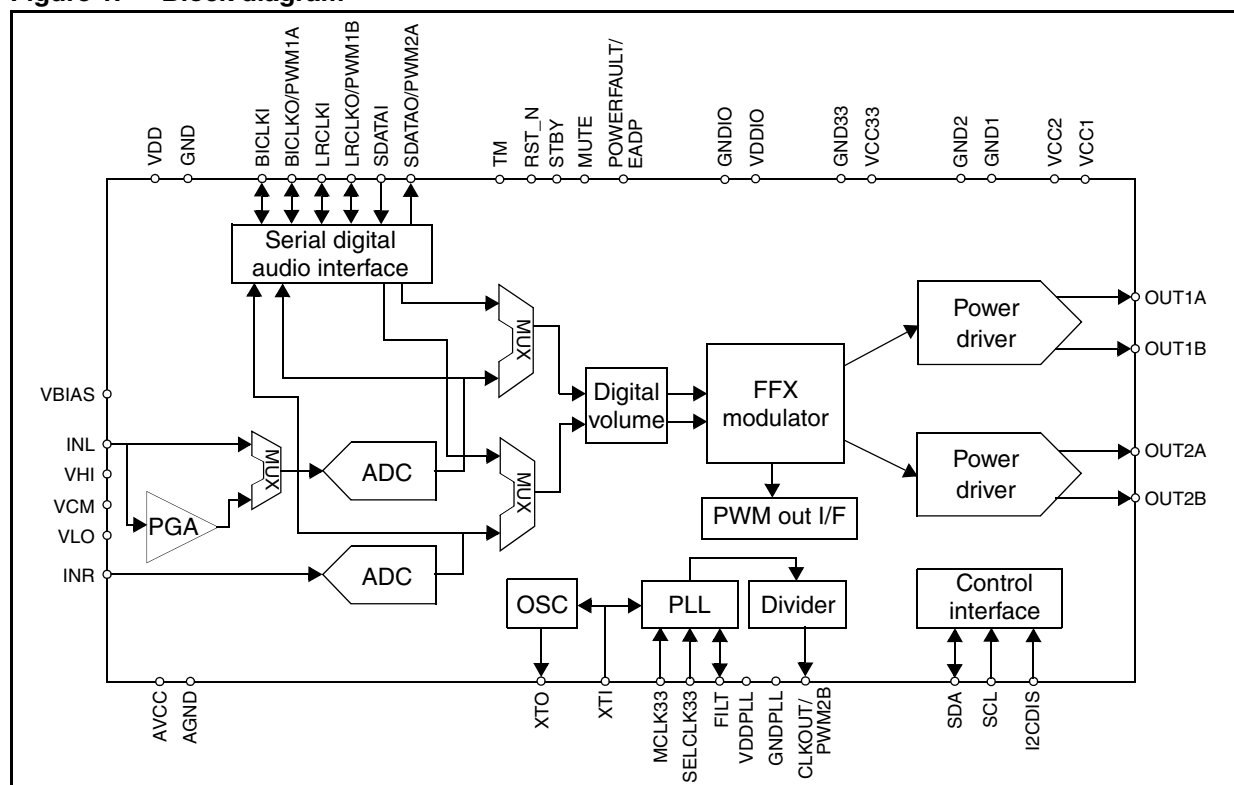 Figure 1. Block diagram
VDD
GND
BICLKI
BICLKO/PWM1A
LRCLKI
LRCLKO/PWM1B
SDATAI
SDATAO/PWM2A
TM
RST_N
STBY
MUTE
POWERFAULT/
EADP
GNDIO
VDDIO
GND33
VCC33
GND2
GND1
VCC2
VCC1
Serial digital
audio interface
MUX
Power
driver
OUT1A
OUT1B
VBIAS
Digital
volume
FFX
modulator
INL
VHI
VCM
VLO
INR
PGA
MUX
ADC
MUX
Power
driver
OUT2A
OUT2B
PWM out I/F
ADC
OSC
PLL
Divider
Control
interface
AVCC
AGND
XTO
XTI
MCLK33
SELCLK33
FILT
VDDPLL
GNDPLL
CLKOUT/
PWM2B
SDA
SCL
I2CDIS